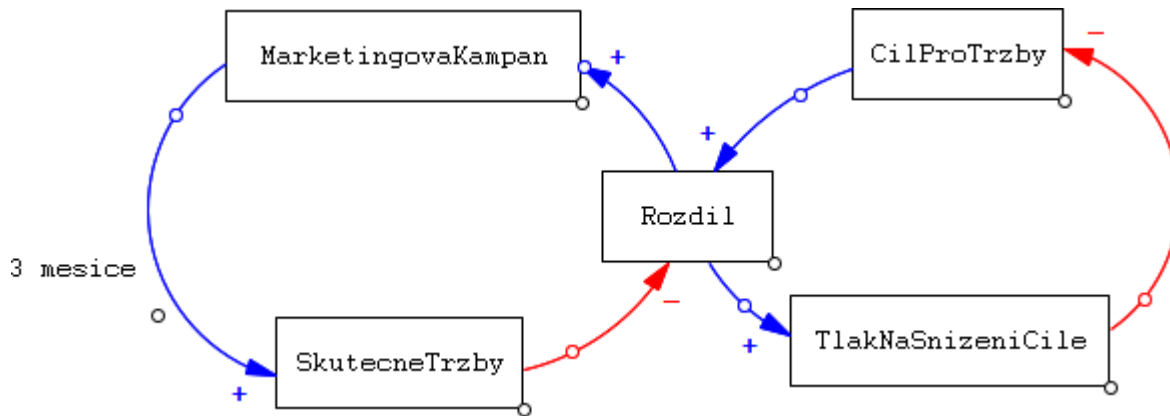 MarketingovaKampan
+
CilProTrzby
−
+
Rozdil
3 mesice
−
+
TlakNaSnizeniCile
SkutecneTrzby
+